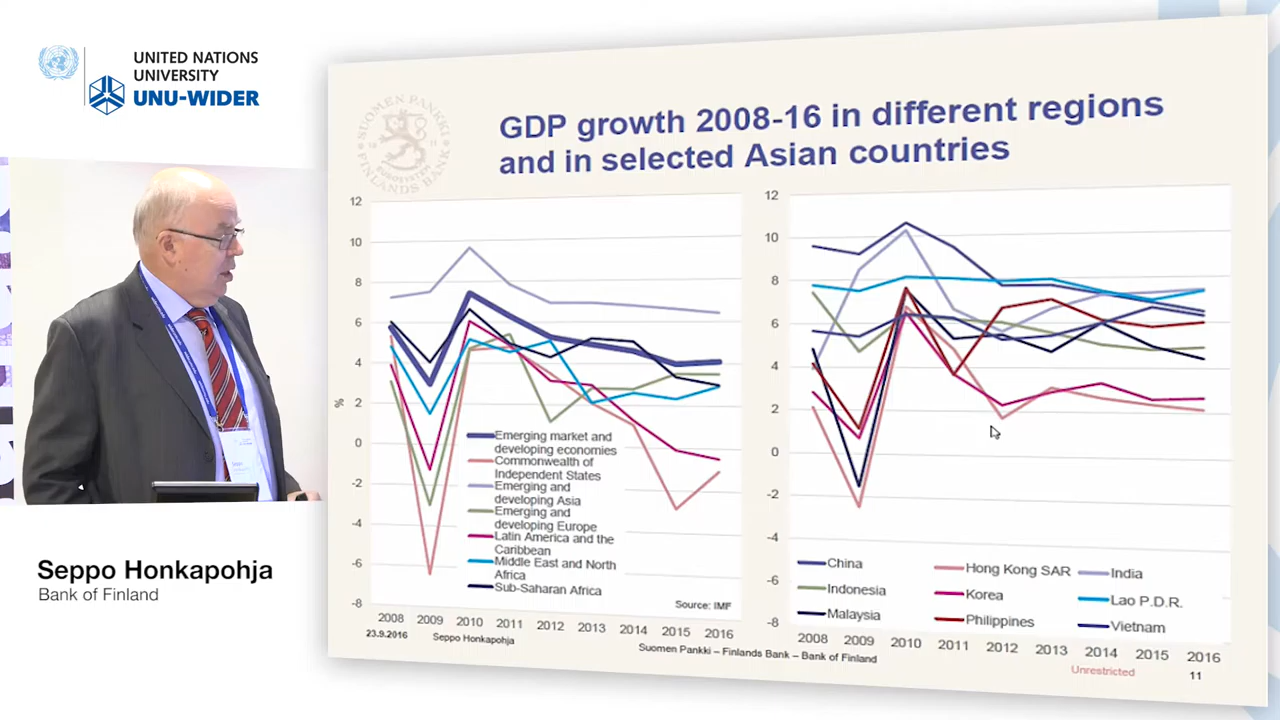 UNITED NATIONS
UNIVERSITY
UNU-WIDER
Seppo Honkapohja
Bank of Finland
SUOMEN PANKKI
FINLANDS BANK
EUROSYSTEM
GDP growth 2008-16 in different regions
and in selected Asian countries
12
10
8
6
4
2
0
-2
-4
-6
-8
%
Emerging market and
developing economies
Commonwealth of
Independent States
Emerging and
developing Asia
Emerging and
developing Europe
Latin America and the
Caribbean
Middle East and North
Africa
Sub-Saharan Africa
Source: IMF
2008 2009 2010 2011 2012 2013 2014 2015 2016
12
10
8
6
4
2
0
-2
-4
-6
-8
China Hong Kong SAR India
Indonesia Korea Lao P.D.R.
Malaysia Philippines Vietnam
2008 2009 2010 2011 2012 2013 2014 2015 2016
23.9.2016 Seppo Honkapohja
Suomen Pankki – Finlands Bank – Bank of Finland
Unrestricted
11